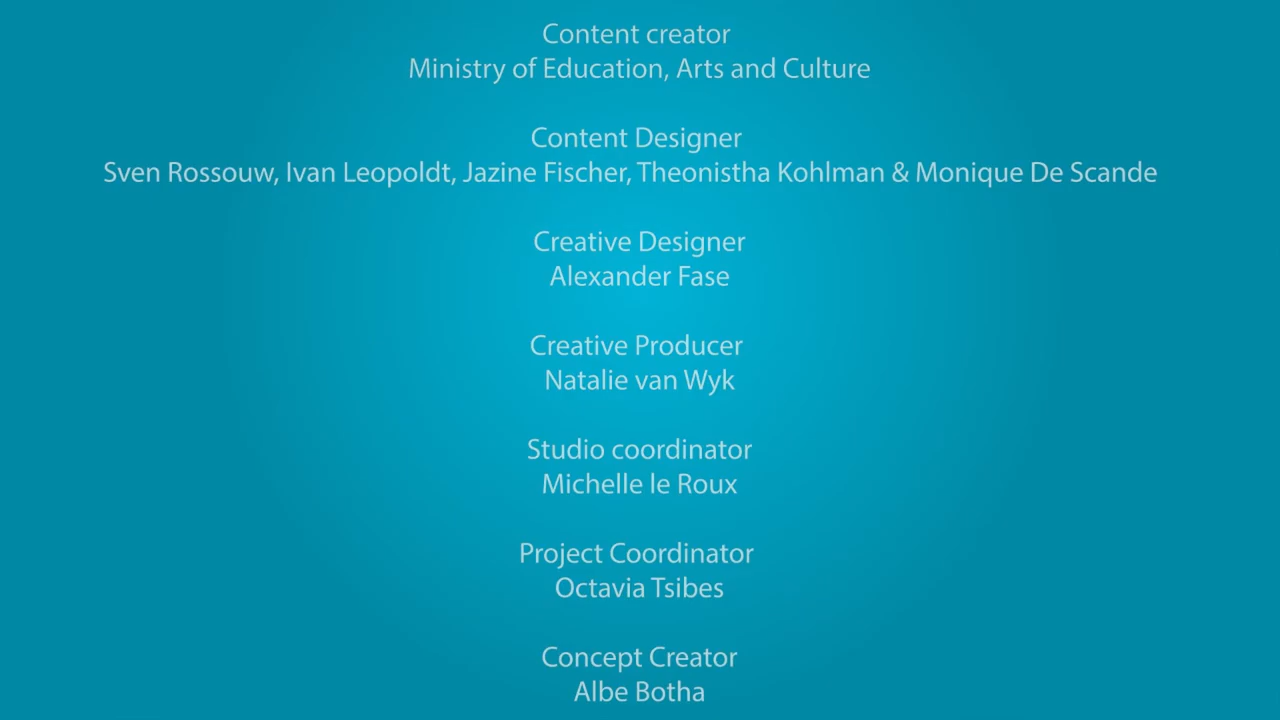 Content creator
Ministry of Education, Arts and Culture
Content Designer
Sven Rossouw, Ivan Leopoldt, Jazine Fischer, Theonistha Kohlman & Monique De Scande
Creative Designer
Alexander Fase
Creative Producer
Natalie van Wyk
Studio coordinator
Michelle le Roux
Project Coordinator
Octavia Tsibes
Concept Creator
Albe Botha